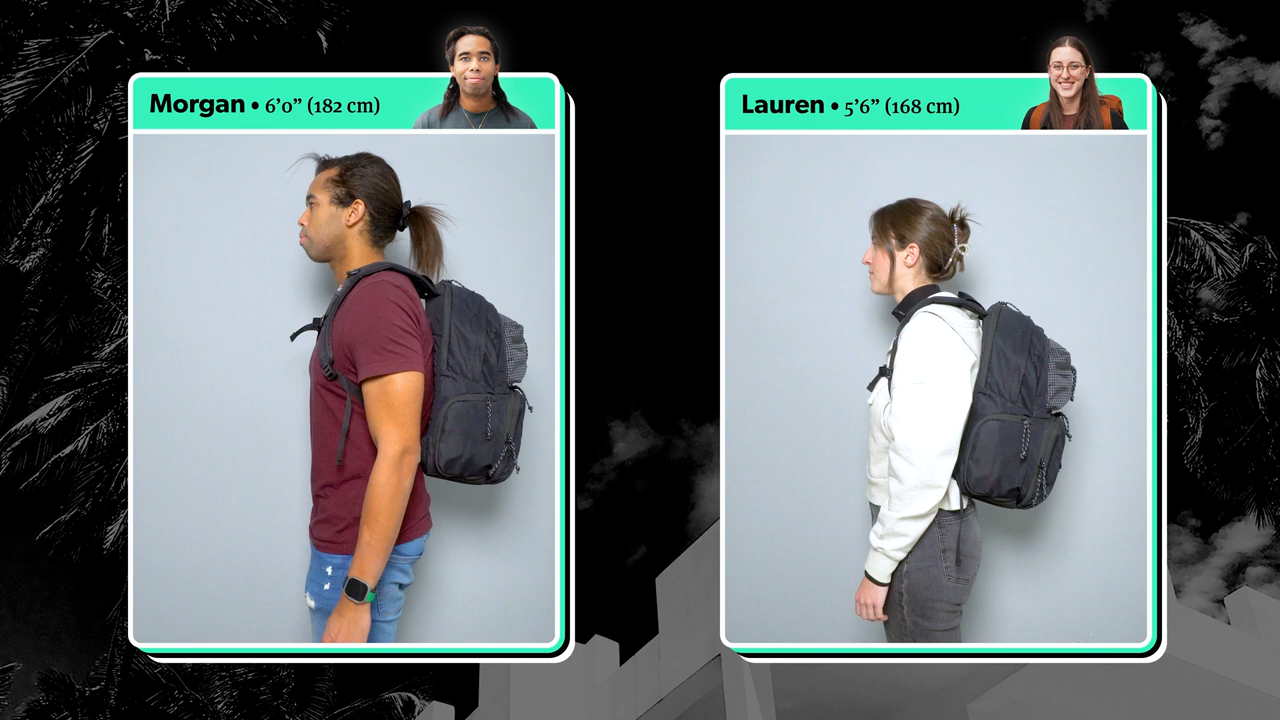 Morgan • 6’0” (182 cm)
Lauren • 5’6” (168 cm)